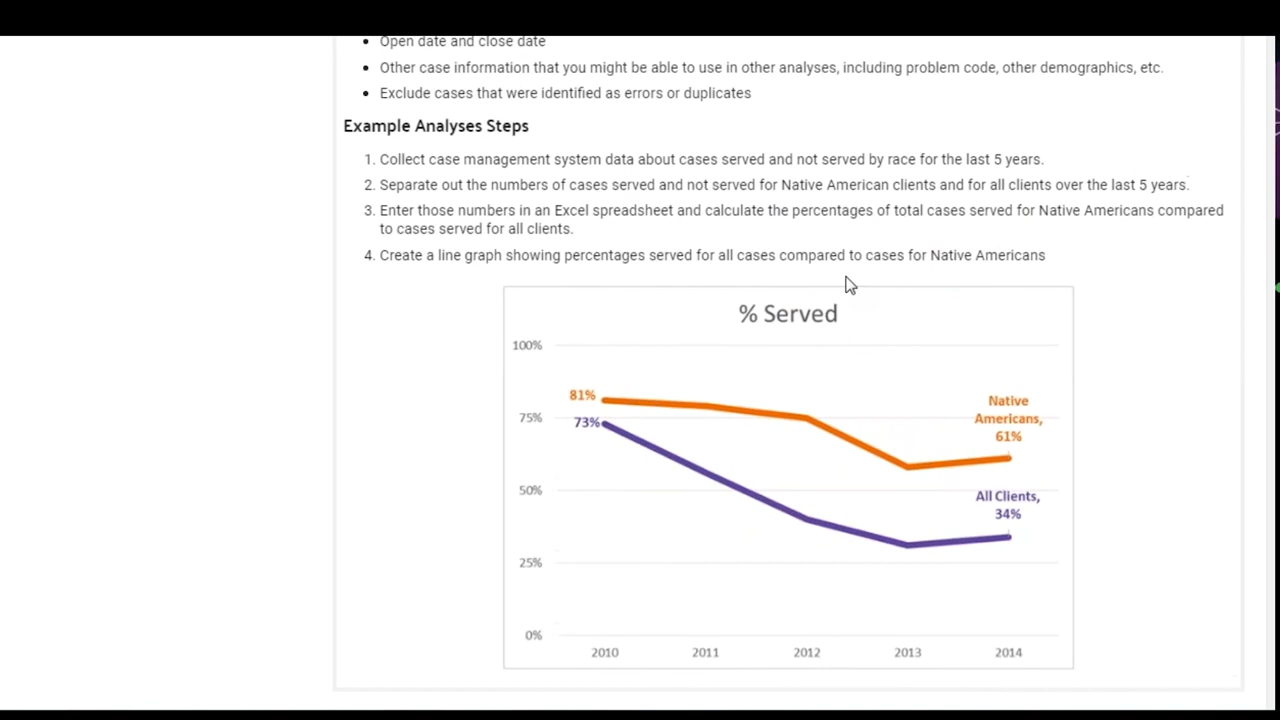 Open date and close date
Other case information that you might be able to use in other analyses, including problem code, other demographics, etc.
Exclude cases that were identified as errors or duplicates
Example Analyses Steps
1. Collect case management system data about cases served and not served by race for the last 5 years.
2. Separate out the numbers of cases served and not served for Native American clients and for all clients over the last 5 years.
3. Enter those numbers in an Excel spreadsheet and calculate the percentages of total cases served for Native Americans compared
to cases served for all clients.
4. Create a line graph showing percentages served for all cases compared to cases for Native Americans
% Served
100%
81%
Native
Americans,
61%
75%
73%
50%
All Clients,
34%
25%
0%
2010 2011 2012 2013 2014